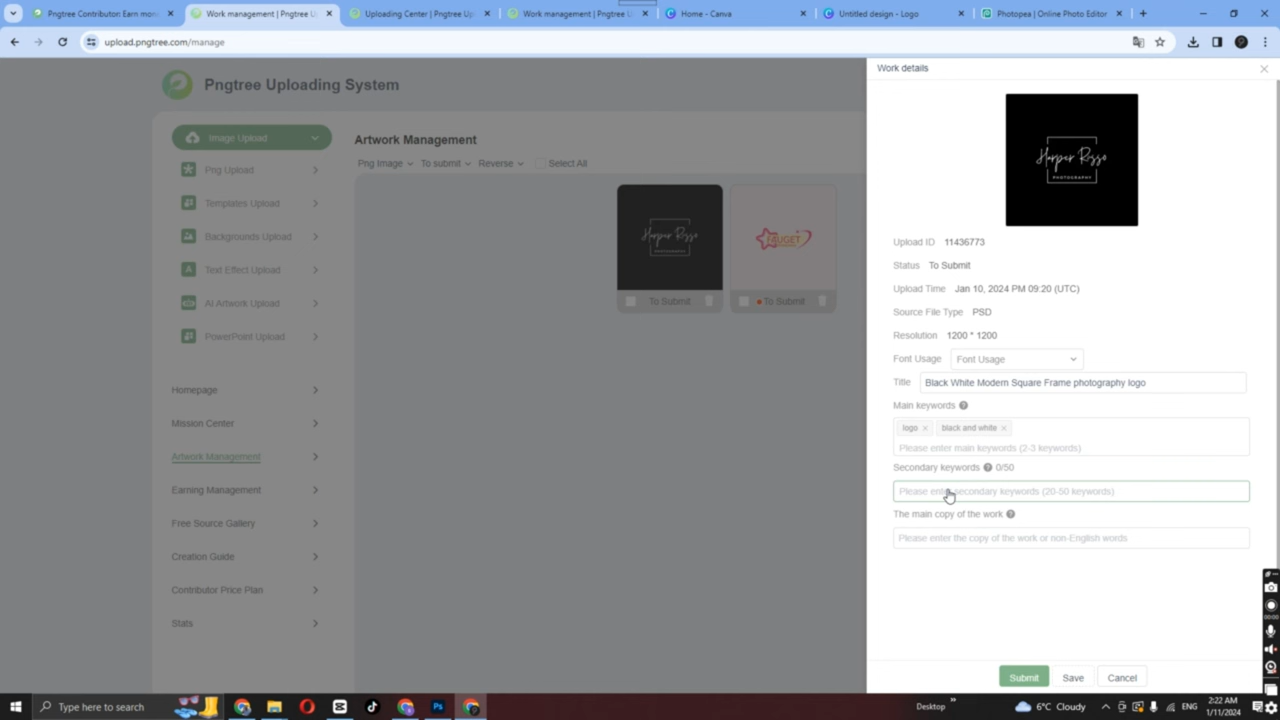 Pngtree Contributor: Earn mone
Work management | Pngtree U
Uploading Center | Pngtree Up
Work management | Pngtree U
Home - Canva
Untitled design - Logo
Photopea | Online Photo Editor
upload.pngtree.com/manage
Pngtree Uploading System
Image Upload
Png Upload
Templates Upload
Backgrounds Upload
Text Effect Upload
AI Artwork Upload
PowerPoint Upload
Homepage
Mission Center
Artwork Management
Earning Management
Free Source Gallery
Creation Guide
Contributor Price Plan
Stats
Artwork Management
Png Image To submit Reverse Select All
Harper Rosso
FAUGET
To Submit
To Submit
Work details
Harper Rosso
PHOTOGRAPHY
Upload ID 11436773
Status To Submit
Upload Time Jan 10, 2024 PM 09:20 (UTC)
Source File Type PSD
Resolution 1200 * 1200
Font Usage Font Usage
Title Black White Modern Square Frame photography logo
Main keywords
logo black and white
Please enter main keywords (2-3 keywords)
Secondary keywords 0/50
Please enter secondary keywords (20-50 keywords)
The main copy of the work
Please enter the copy of the work or non-English words
Submit Save Cancel
Type here to search
Desktop
6°C Cloudy
ENG
2:22 AM
1/11/2024